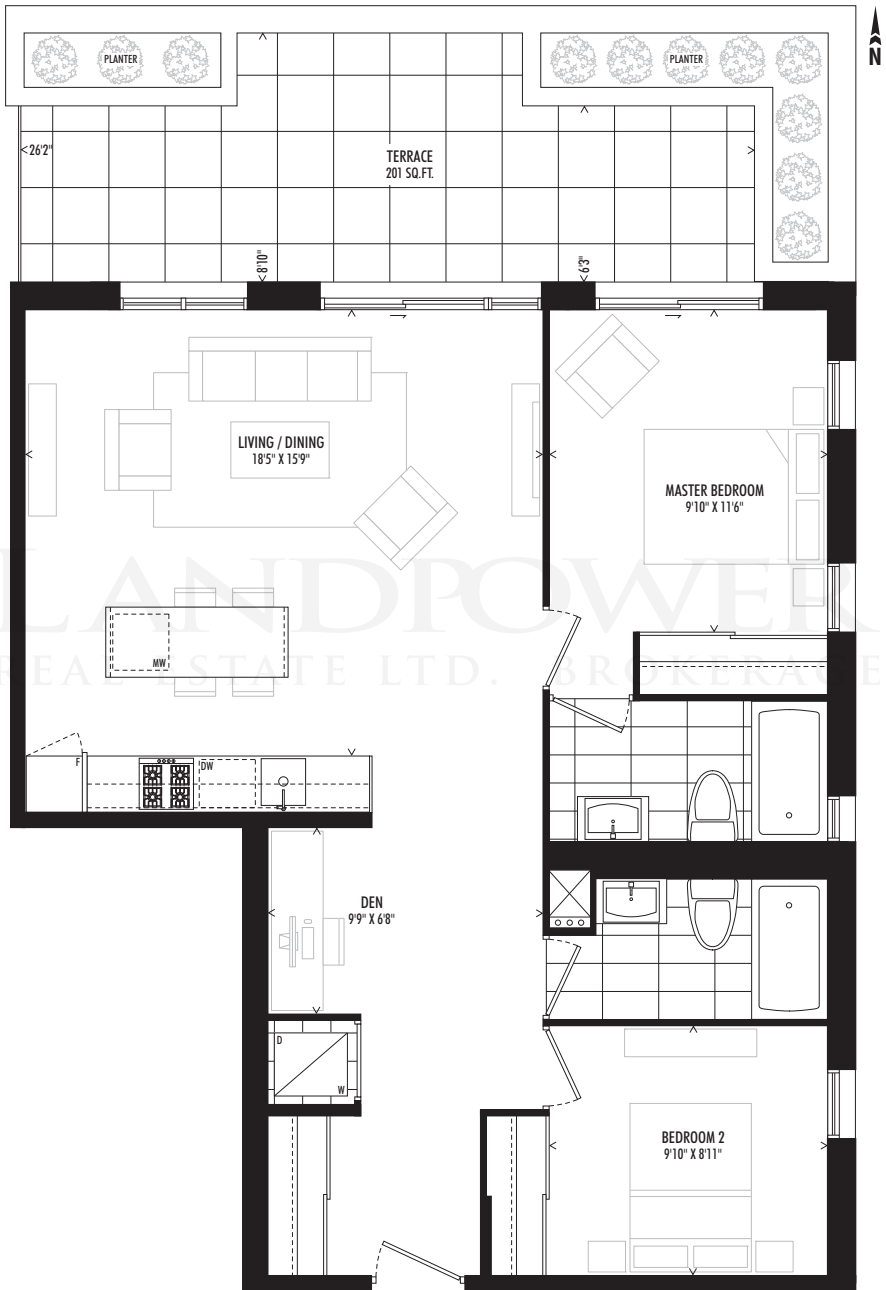 PLANTER
PLANTER
N
26'2"
TERRACE
201 SQ.FT.
8'10"
6'3"
LIVING / DINING
18'5" X 15'9"
MASTER BEDROOM
9'10" X 11'6"
LANDPOWER
REAL ESTATE LTD. BROKERAGE
MW
F
DW
DEN
9'9" X 6'8"
D
W
BEDROOM 2
9'10" X 8'11"